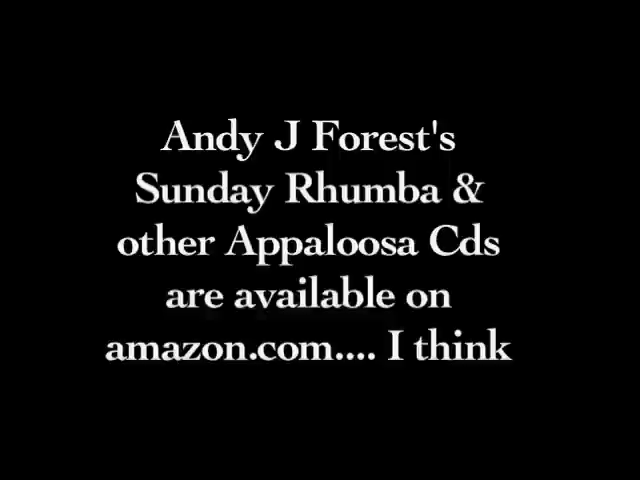 Andy J Forest's
Sunday Rhumba &
other Appaloosa Cds
are available on
amazon.com.... I think